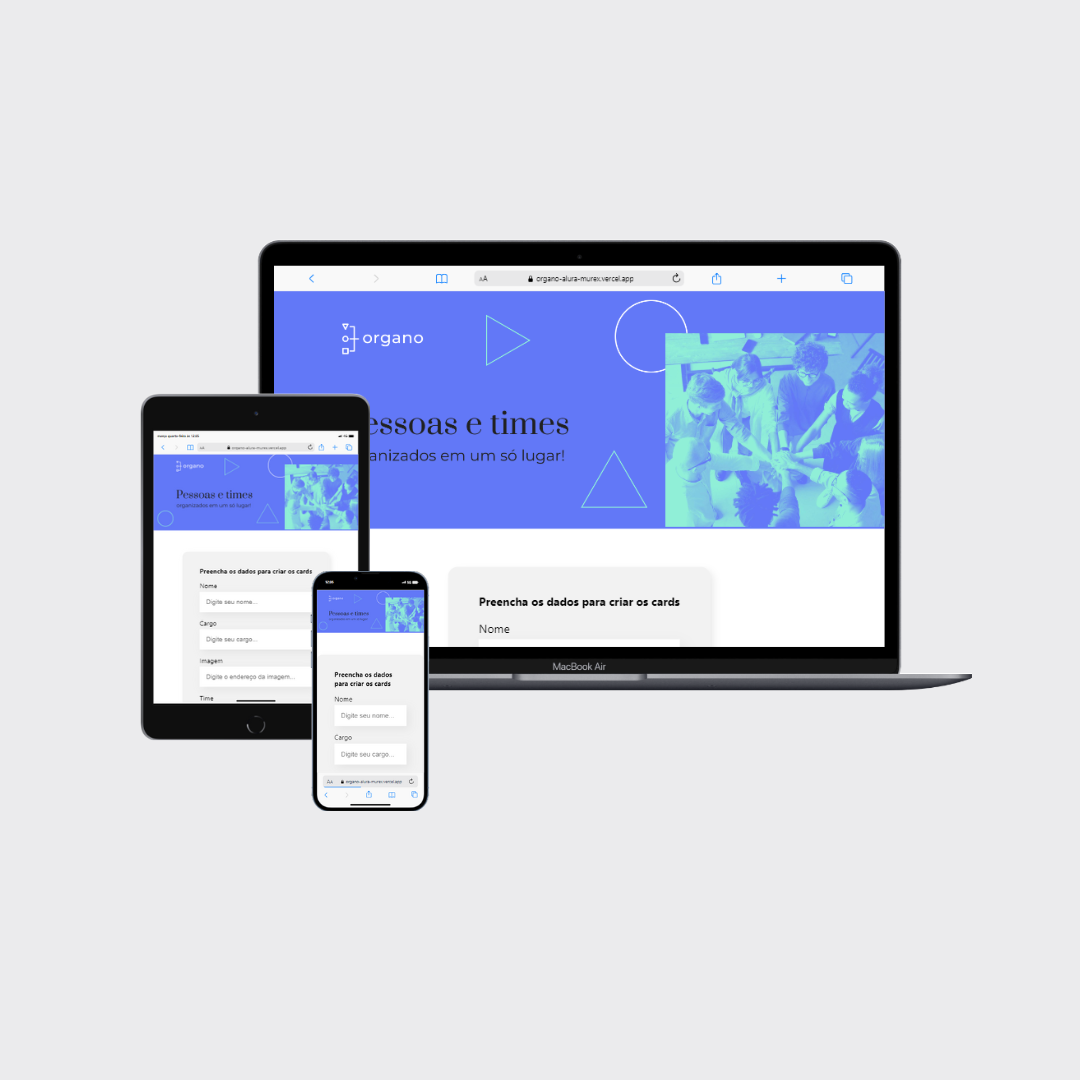 AA organo-alura-murex.vercel.app
organo
essoas e times
anizados em um só lugar!
Preencha os dados para criar os cards
Nome
MacBook Air
AA organo-alura-murex.vercel.app
organo
Pessoas e times
organizados em um só lugar!
Preencha os dados para criar os cards
Nome
Digite seu nome...
Cargo
Digite seu cargo...
Imagem
Digite o endereço da imagem...
Time
organo
Pessoas e times
Preencha os dados
para criar os cards
Nome
Digite seu nome...
Cargo
Digite seu cargo...
AA organo-alura-murex.vercel.app